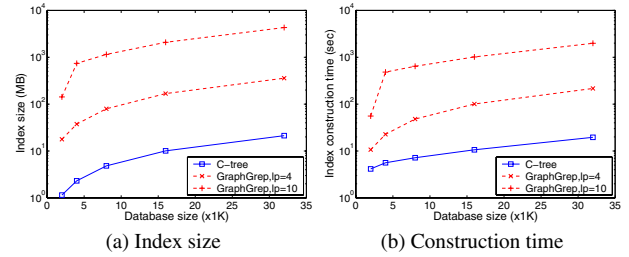 10^4
10^3
10^2
10^1
10^0
Index size (MB)
C-tree
GraphGrep,lp=4
GraphGrep,lp=10
0 5 10 15 20 25 30 35
Database size (x1K)
(a) Index size
10^4
10^3
10^2
10^1
10^0
Index construction time (sec)
C-tree
GraphGrep,lp=4
GraphGrep,lp=10
0 5 10 15 20 25 30 35
Database size (x1K)
(b) Construction time